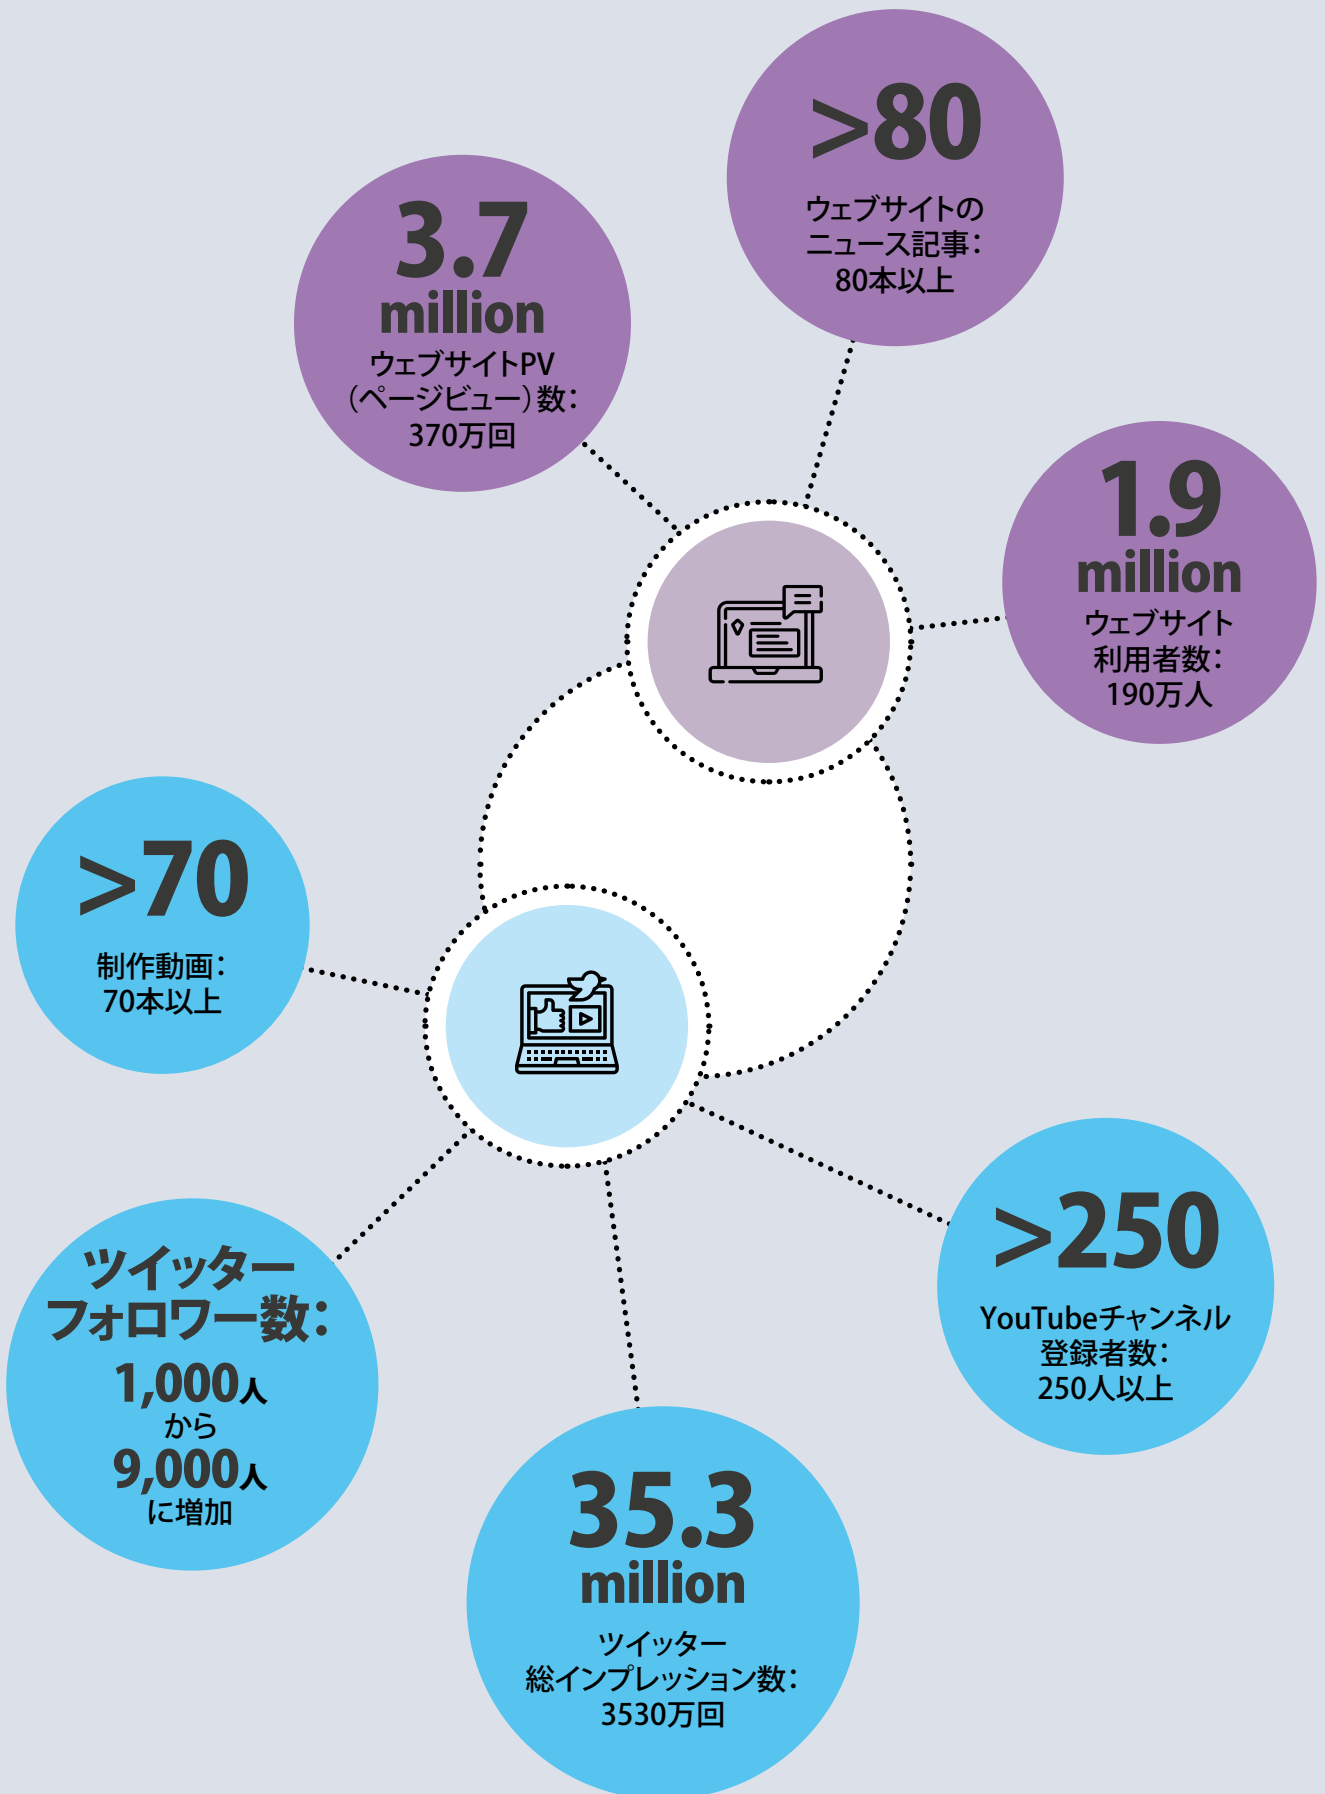 >80
ウェブサイトの
ニュース記事：
80本以上
3.7
million
ウェブサイトPV
（ページビュー）数：
370万回
1.9
million
ウェブサイト
利用者数：
190万人
>70
制作動画：
70本以上
>250
YouTubeチャンネル
登録者数：
250人以上
ツイッター
フォロワー数：
1,000人
から
9,000人
に増加
35.3
million
ツイッター
総インプレッション数：
3530万回